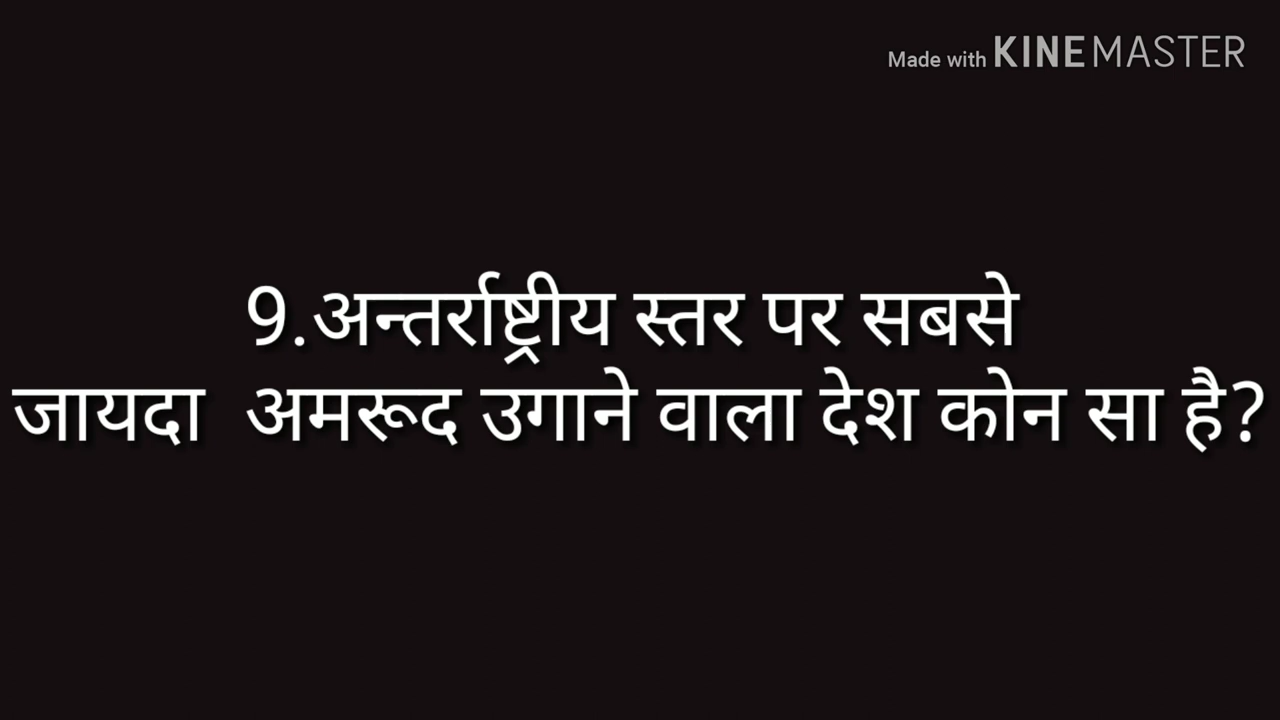 Made with KINEMASTER
9.अन्तर्राष्ट्रीय स्तर पर सबसे
जायदा अमरूद उगाने वाला देश कोन सा है?